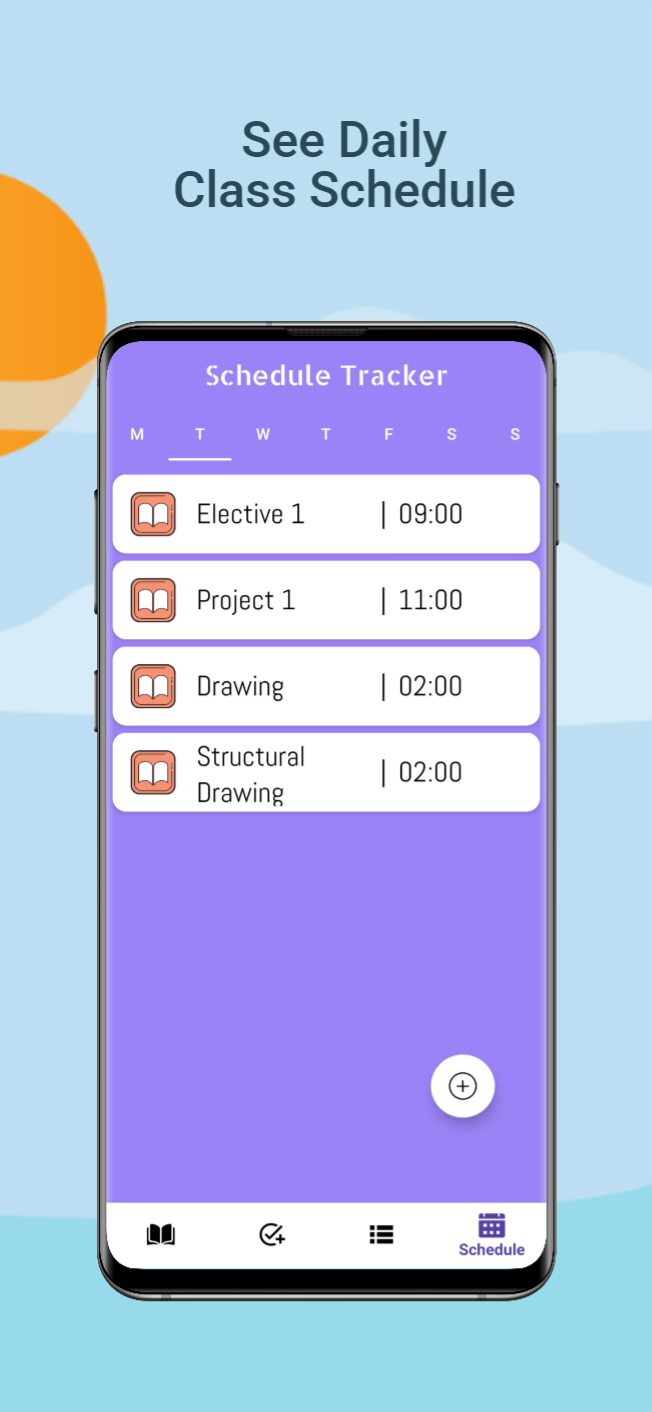 See Daily
Class Schedule
Schedule Tracker
M T W T F S S
Elective 1 | 09:00
Project 1 | 11:00
Drawing | 02:00
Structural
Drawing | 02:00
Schedule